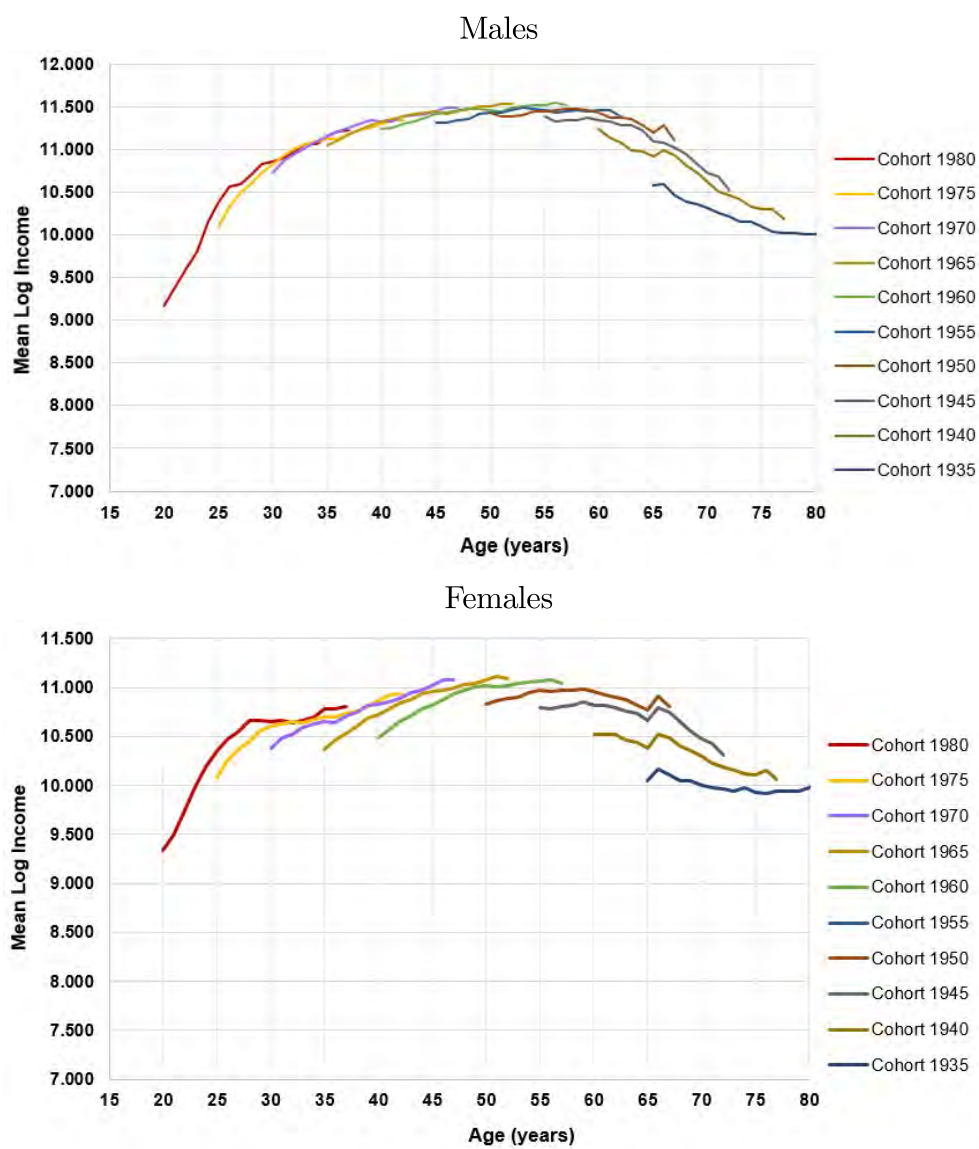 Males
12.000
11.500
11.000
10.500
10.000
9.500
9.000
8.500
8.000
7.500
7.000
Mean Log Income
15 20 25 30 35 40 45 50 55 60 65 70 75 80
Age (years)
Cohort 1980
Cohort 1975
Cohort 1970
Cohort 1965
Cohort 1960
Cohort 1955
Cohort 1950
Cohort 1945
Cohort 1940
Cohort 1935
Females
11.500
11.000
10.500
10.000
9.500
9.000
8.500
8.000
7.500
7.000
Mean Log Income
15 20 25 30 35 40 45 50 55 60 65 70 75 80
Age (years)
Cohort 1980
Cohort 1975
Cohort 1970
Cohort 1965
Cohort 1960
Cohort 1955
Cohort 1950
Cohort 1945
Cohort 1940
Cohort 1935